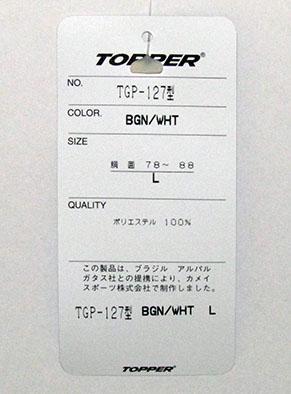 TOPPER®
NO.
TGP-127型
COLOR.
BGN/WHT
SIZE
胴囲 78～ 88
L
QUALITY
ポリエステル 100%
この製品は、ブラジル アルパル
ガタス社との提携により、カメイ
スポーツ株式会社で制作しました。
TGP-127型 BGN/WHT L
TOPPER